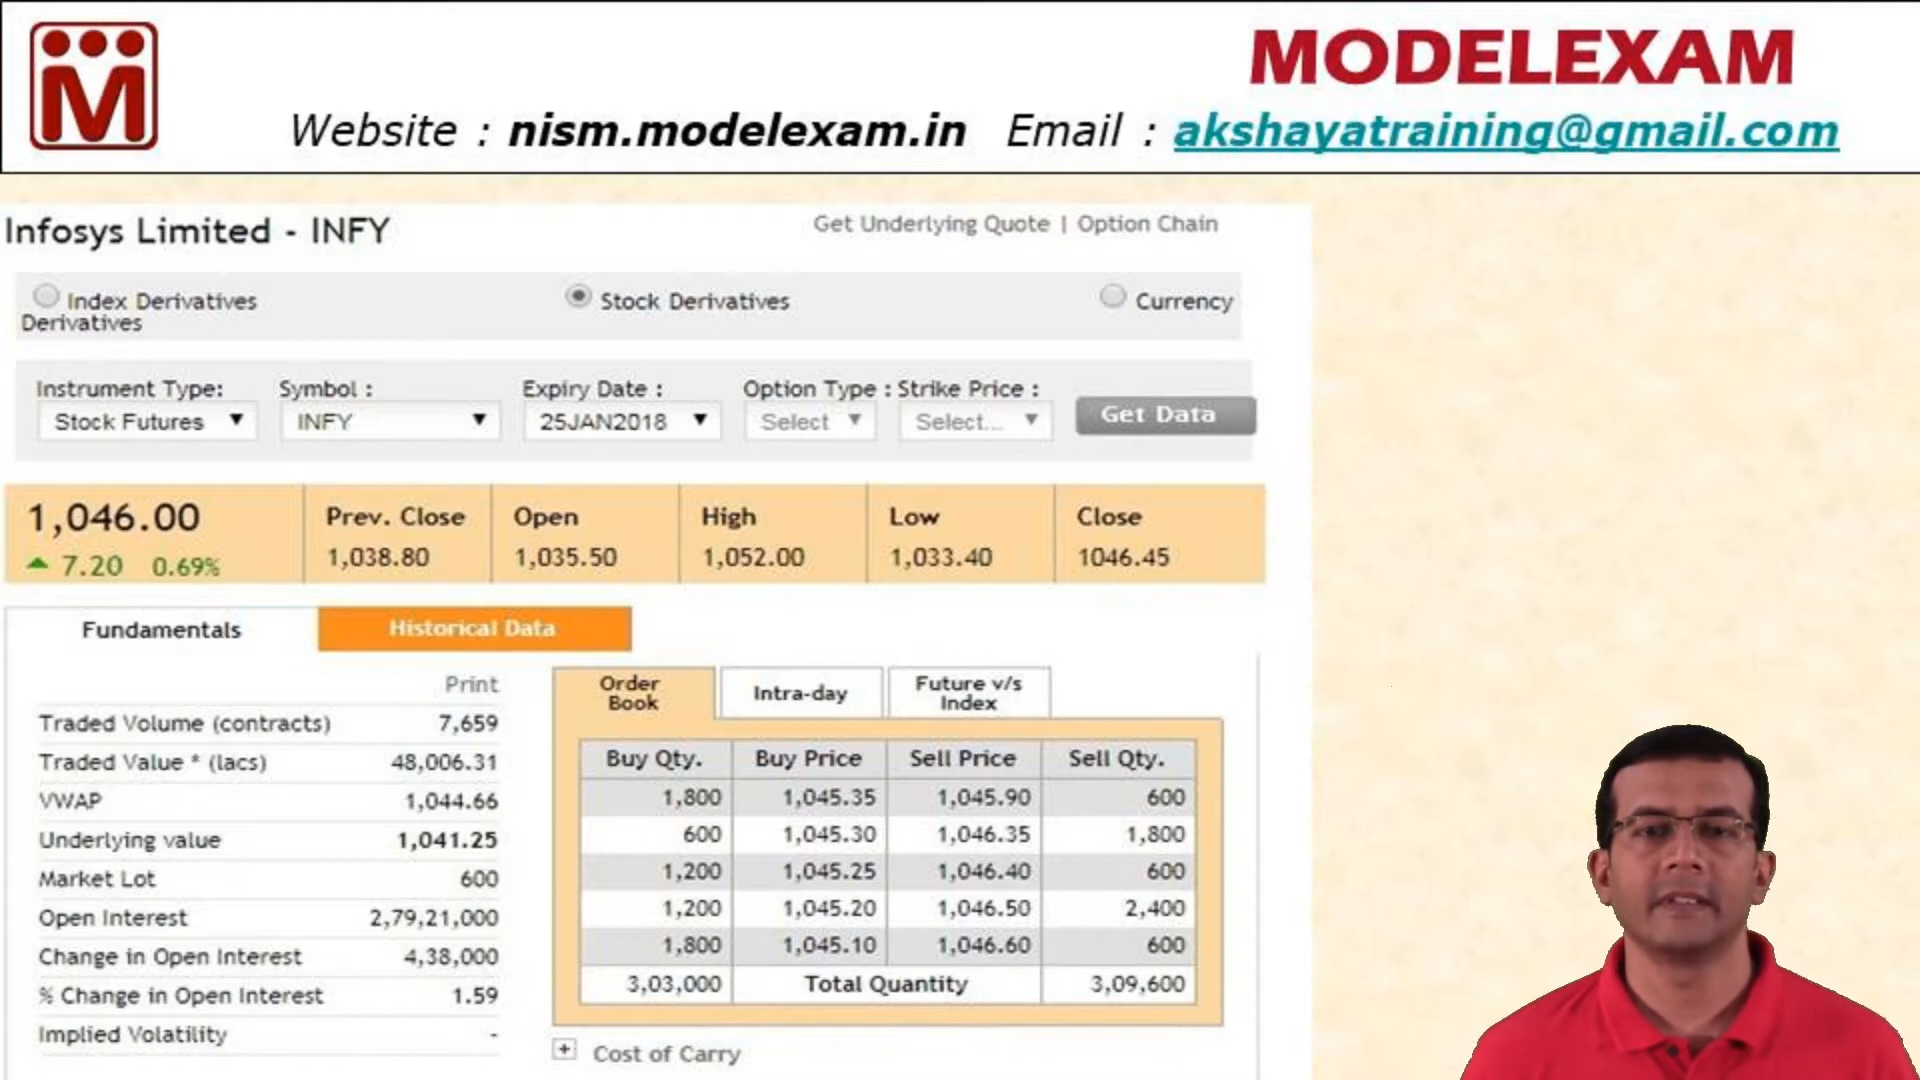 M
MODELEXAM
Website : nism.modelexam.in Email : akshayatraining@gmail.com
Infosys Limited - INFY
Get Underlying Quote | Option Chain
Index Derivatives Stock Derivatives Currency
Derivatives
Instrument Type: Symbol : Expiry Date : Option Type : Strike Price :
Stock Futures INFY 25JAN2018 Select Select... Get Data
1,046.00 Prev. Close Open High Low Close
7.20 0.69% 1,038.80 1,035.50 1,052.00 1,033.40 1046.45
Fundamentals Historical Data
Print
Traded Volume (contracts) 7,659
Traded Value * (lacs) 48,006.31
VWAP 1,044.66
Underlying value 1,041.25
Market Lot 600
Open Interest 2,79,21,000
Change in Open Interest 4,38,000
% Change in Open Interest 1.59
Implied Volatility -
Order Book Intra-day Future v/s Index
Buy Qty. Buy Price Sell Price Sell Qty.
1,800 1,045.35 1,045.90 600
600 1,045.30 1,046.35 1,800
1,200 1,045.25 1,046.40 600
1,200 1,045.20 1,046.50 2,400
1,800 1,045.10 1,046.60 600
3,03,000 Total Quantity 3,09,600
+ Cost of Carry